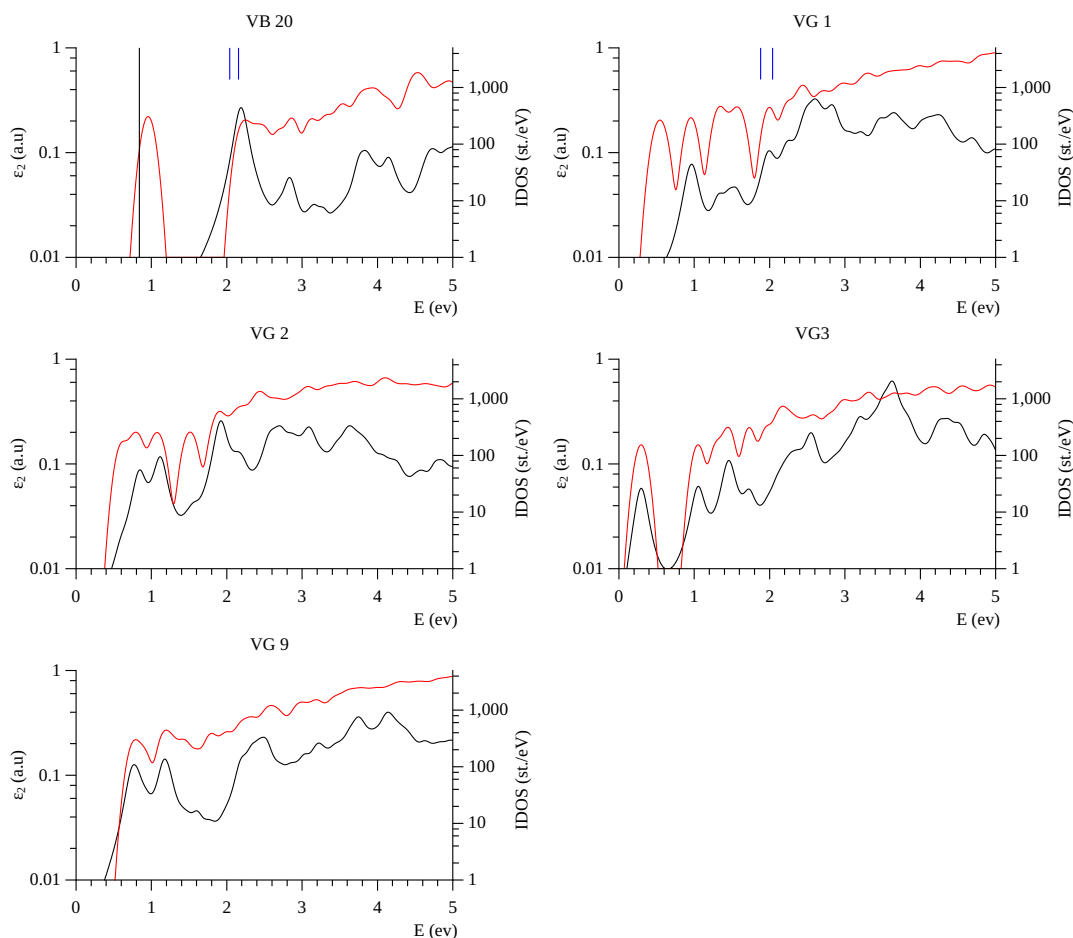 VB 20
1
0.1
0.01
ε2 (a.u)
1,000
100
10
1
IDOS (st./eV)
0 1 2 3 4 5
E (ev)
VG 1
1
0.1
0.01
ε2 (a.u)
1,000
100
10
1
IDOS (st./eV)
0 1 2 3 4 5
E (ev)
VG 2
1
0.1
0.01
ε2 (a.u)
1,000
100
10
1
IDOS (st./eV)
0 1 2 3 4 5
E (ev)
VG3
1
0.1
0.01
ε2 (a.u)
1,000
100
10
1
IDOS (st./eV)
0 1 2 3 4 5
E (ev)
VG 9
1
0.1
0.01
ε2 (a.u)
1,000
100
10
1
IDOS (st./eV)
0 1 2 3 4 5
E (ev)